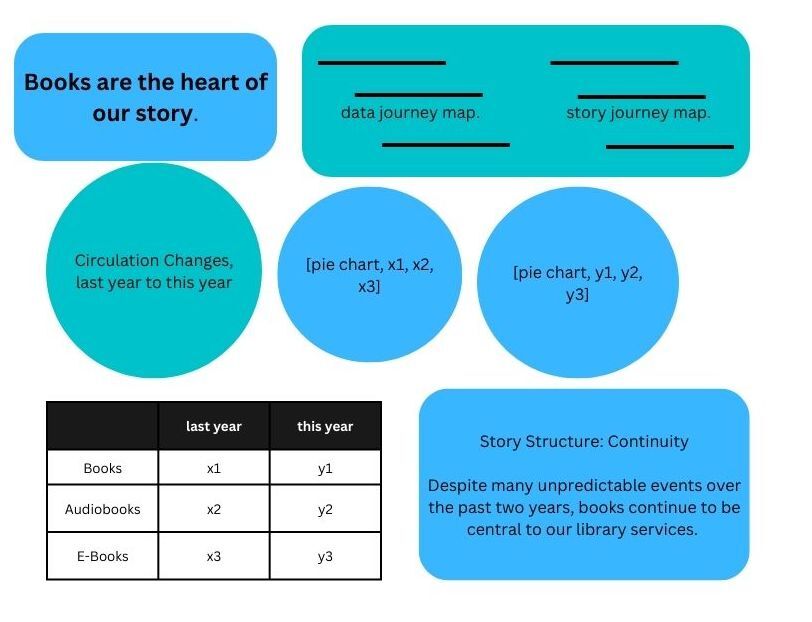 Books are the heart of
our story.
data journey map.
story journey map.
Circulation Changes,
last year to this year
[pie chart, x1, x2,
x3]
[pie chart, y1, y2,
y3]
last year this year
Books x1 y1
Audiobooks x2 y2
E-Books x3 y3
Story Structure: Continuity
Despite many unpredictable events over
the past two years, books continue to be
central to our library services.